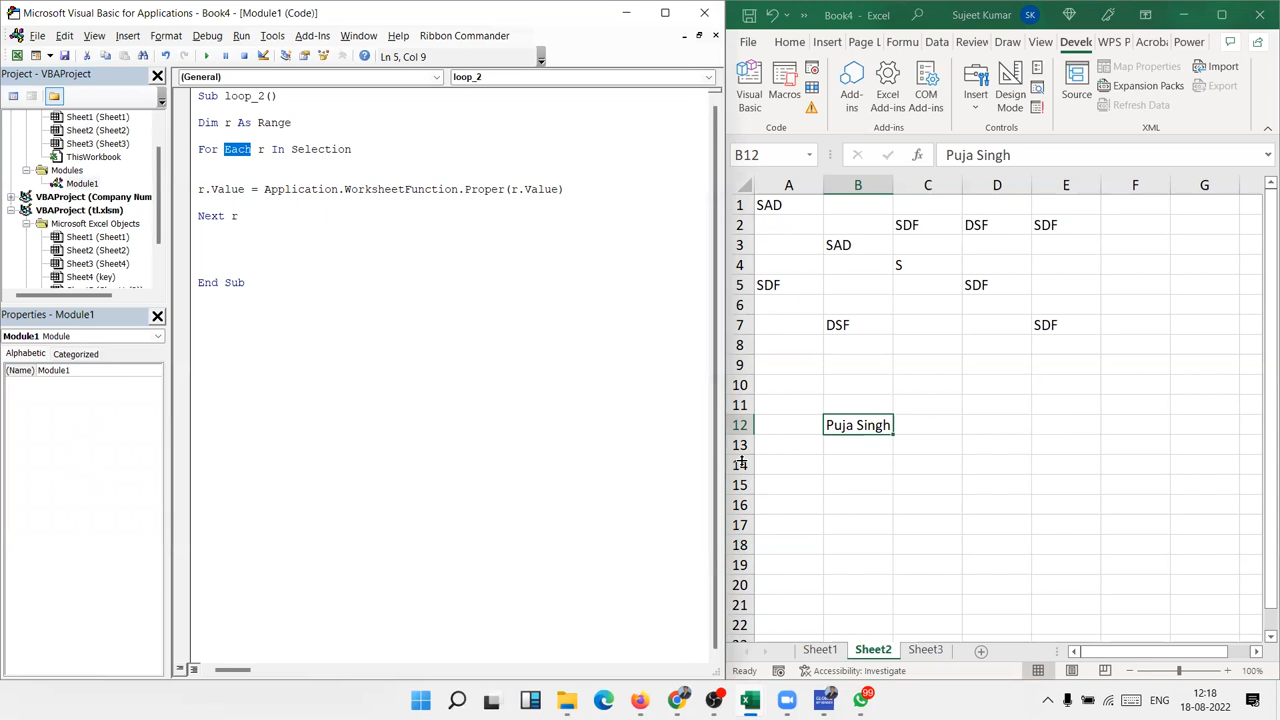 Microsoft Visual Basic for Applications - Book4 - [Module1 (Code)]
File Edit View Insert Format Debug Run Tools Add-Ins Window Help Ribbon Commander
Ln 5, Col 9
Project - VBAProject
Sheet1 (Sheet1)
Sheet2 (Sheet2)
Sheet3 (Sheet3)
ThisWorkbook
Modules
Module1
VBAProject (Company Num
VBAProject (tl.xlsm)
Microsoft Excel Objects
Sheet1 (Sheet1)
Sheet2 (Sheet2)
Sheet3 (Sheet3)
Sheet4 (key)
Properties - Module1
Module1 Module
Alphabetic Categorized
(Name) Module1
(General) loop_2
Sub loop_2()
Dim r As Range
For Each r In Selection
r.Value = Application.WorksheetFunction.Proper(r.Value)
Next r
End Sub
Book4 - Excel Sujeet Kumar SK
File Home Insert Page L Formu Data Review Draw View Develo WPS P Acrob Power
Visual Basic
Macros
Code
Add-ins
Excel Add-ins
COM Add-ins
Add-ins
Insert
Design Mode
Controls
Source
Map Properties
Expansion Packs
Refresh Data
Import
Export
XML
B12 fx Puja Singh
A B C D E F G
1 SAD
2 SDF DSF SDF
3 SAD
4 S
5 SDF SDF
6
7 DSF SDF
8
9
10
11
12 Puja Singh
13
14
15
16
17
18
19
20
21
22
Sheet1 Sheet2 Sheet3
Ready Accessibility: Investigate 100%
99
ENG
12:18
18-08-2022